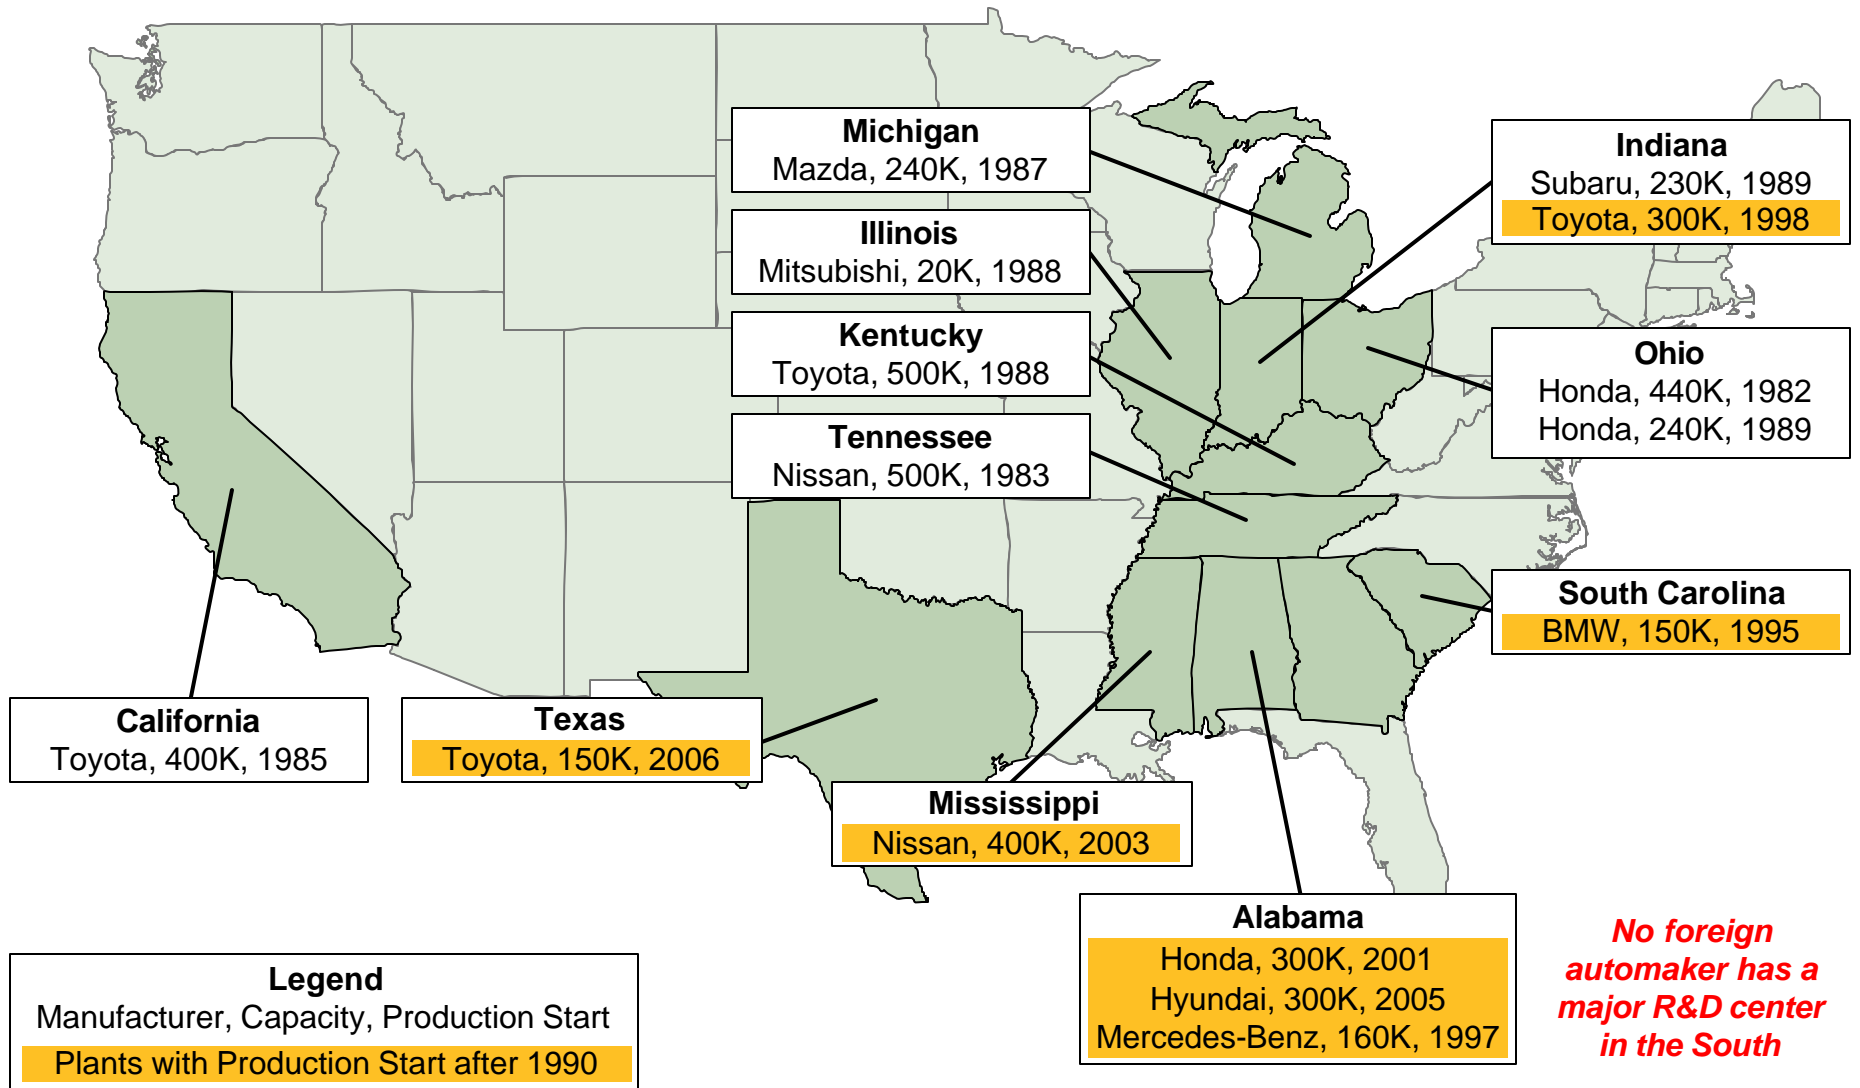 Michigan
Mazda, 240K, 1987
Indiana
Subaru, 230K, 1989
Toyota, 300K, 1998
Illinois
Mitsubishi, 20K, 1988
Kentucky
Toyota, 500K, 1988
Ohio
Honda, 440K, 1982
Honda, 240K, 1989
Tennessee
Nissan, 500K, 1983
South Carolina
BMW, 150K, 1995
California
Toyota, 400K, 1985
Texas
Toyota, 150K, 2006
Mississippi
Nissan, 400K, 2003
Alabama
Honda, 300K, 2001
Hyundai, 300K, 2005
Mercedes-Benz, 160K, 1997
No foreign
automaker has a
major R&D center
in the South
Legend
Manufacturer, Capacity, Production Start
Plants with Production Start after 1990